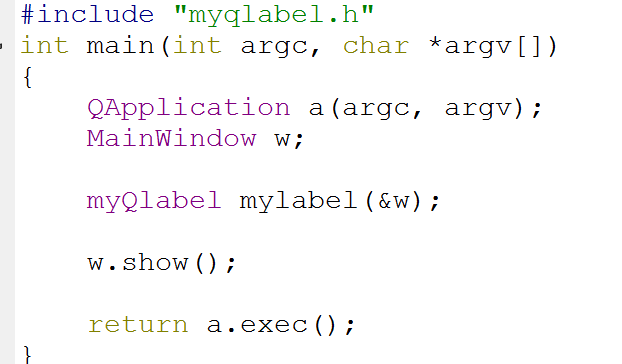 #include "myqlabel.h"
int main(int argc, char *argv[])
{
QApplication a(argc, argv);
MainWindow w;
myQlabel mylabel(&w);
w.show();
return a.exec();
}